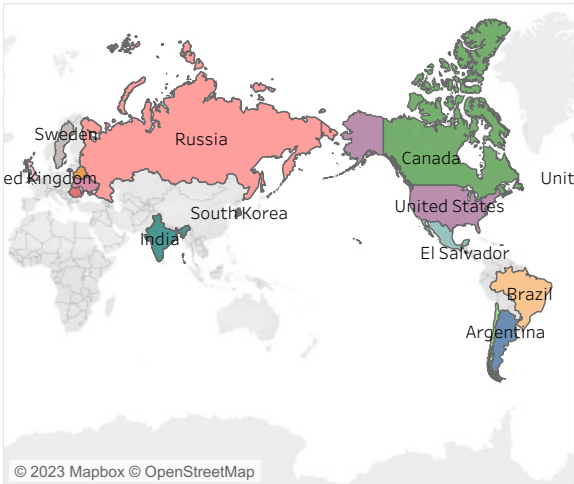 Sweden
Russia
Canada
ed Kingdom
Unit
South Korea
United States
India
El Salvador
Brazil
Argentina
© 2023 Mapbox © OpenStreetMap